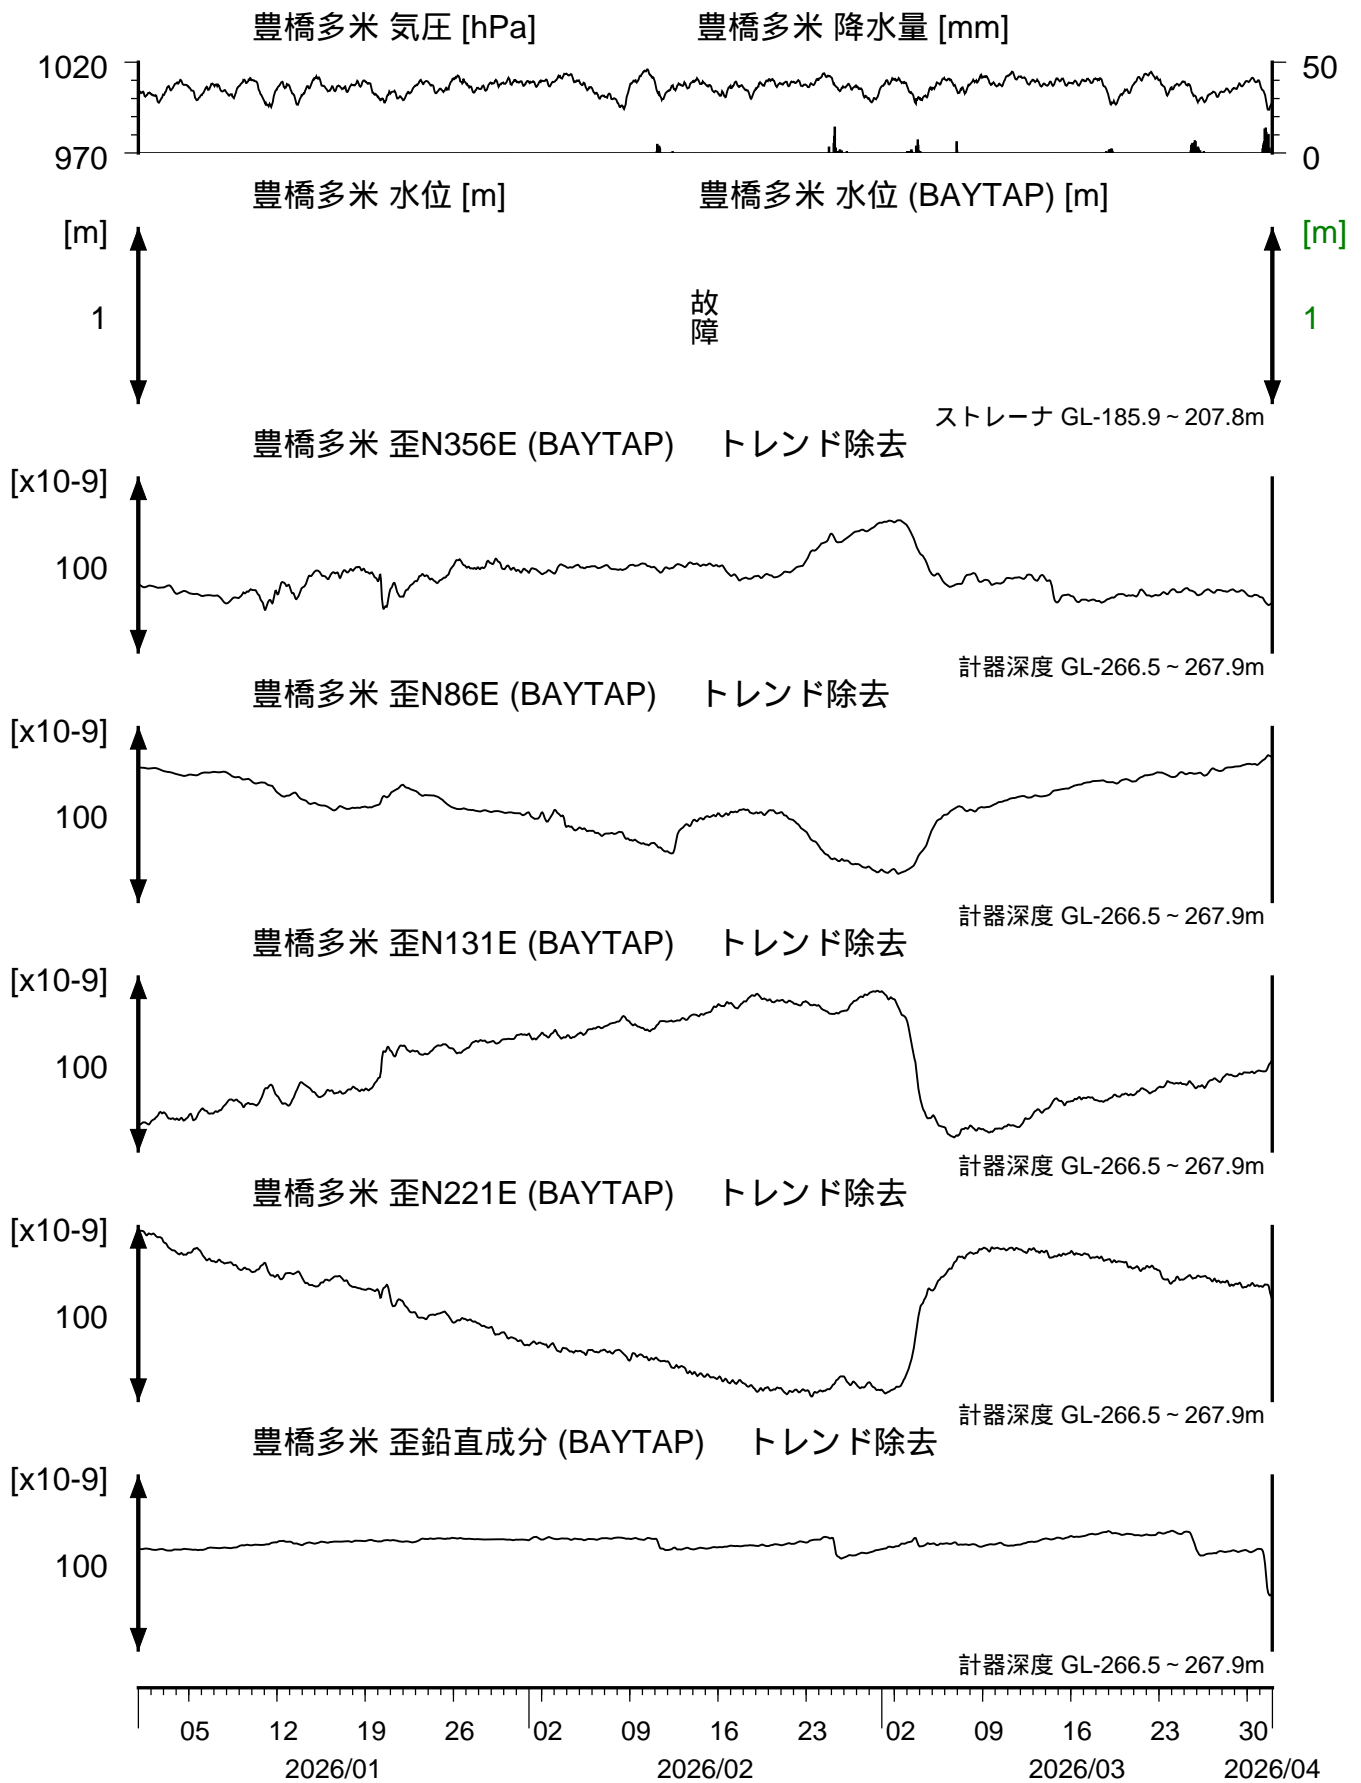 豊橋多米 気圧 [hPa] 豊橋多米 降水量 [mm]
1020 50
970 0
豊橋多米 水位 [m] 豊橋多米 水位 (BAYTAP) [m]
[m] [m]
1 故障 1
ストレーナ GL-185.9 ~ 207.8m
豊橋多米 歪N356E (BAYTAP) トレンド除去
[x10-9]
100
計器深度 GL-266.5 ~ 267.9m
豊橋多米 歪N86E (BAYTAP) トレンド除去
[x10-9]
100
計器深度 GL-266.5 ~ 267.9m
豊橋多米 歪N131E (BAYTAP) トレンド除去
[x10-9]
100
計器深度 GL-266.5 ~ 267.9m
豊橋多米 歪N221E (BAYTAP) トレンド除去
[x10-9]
100
計器深度 GL-266.5 ~ 267.9m
豊橋多米 歪鉛直成分 (BAYTAP) トレンド除去
[x10-9]
100
計器深度 GL-266.5 ~ 267.9m
05 12 19 26 02 09 16 23 02 09 16 23 30
2026/01 2026/02 2026/03 2026/04